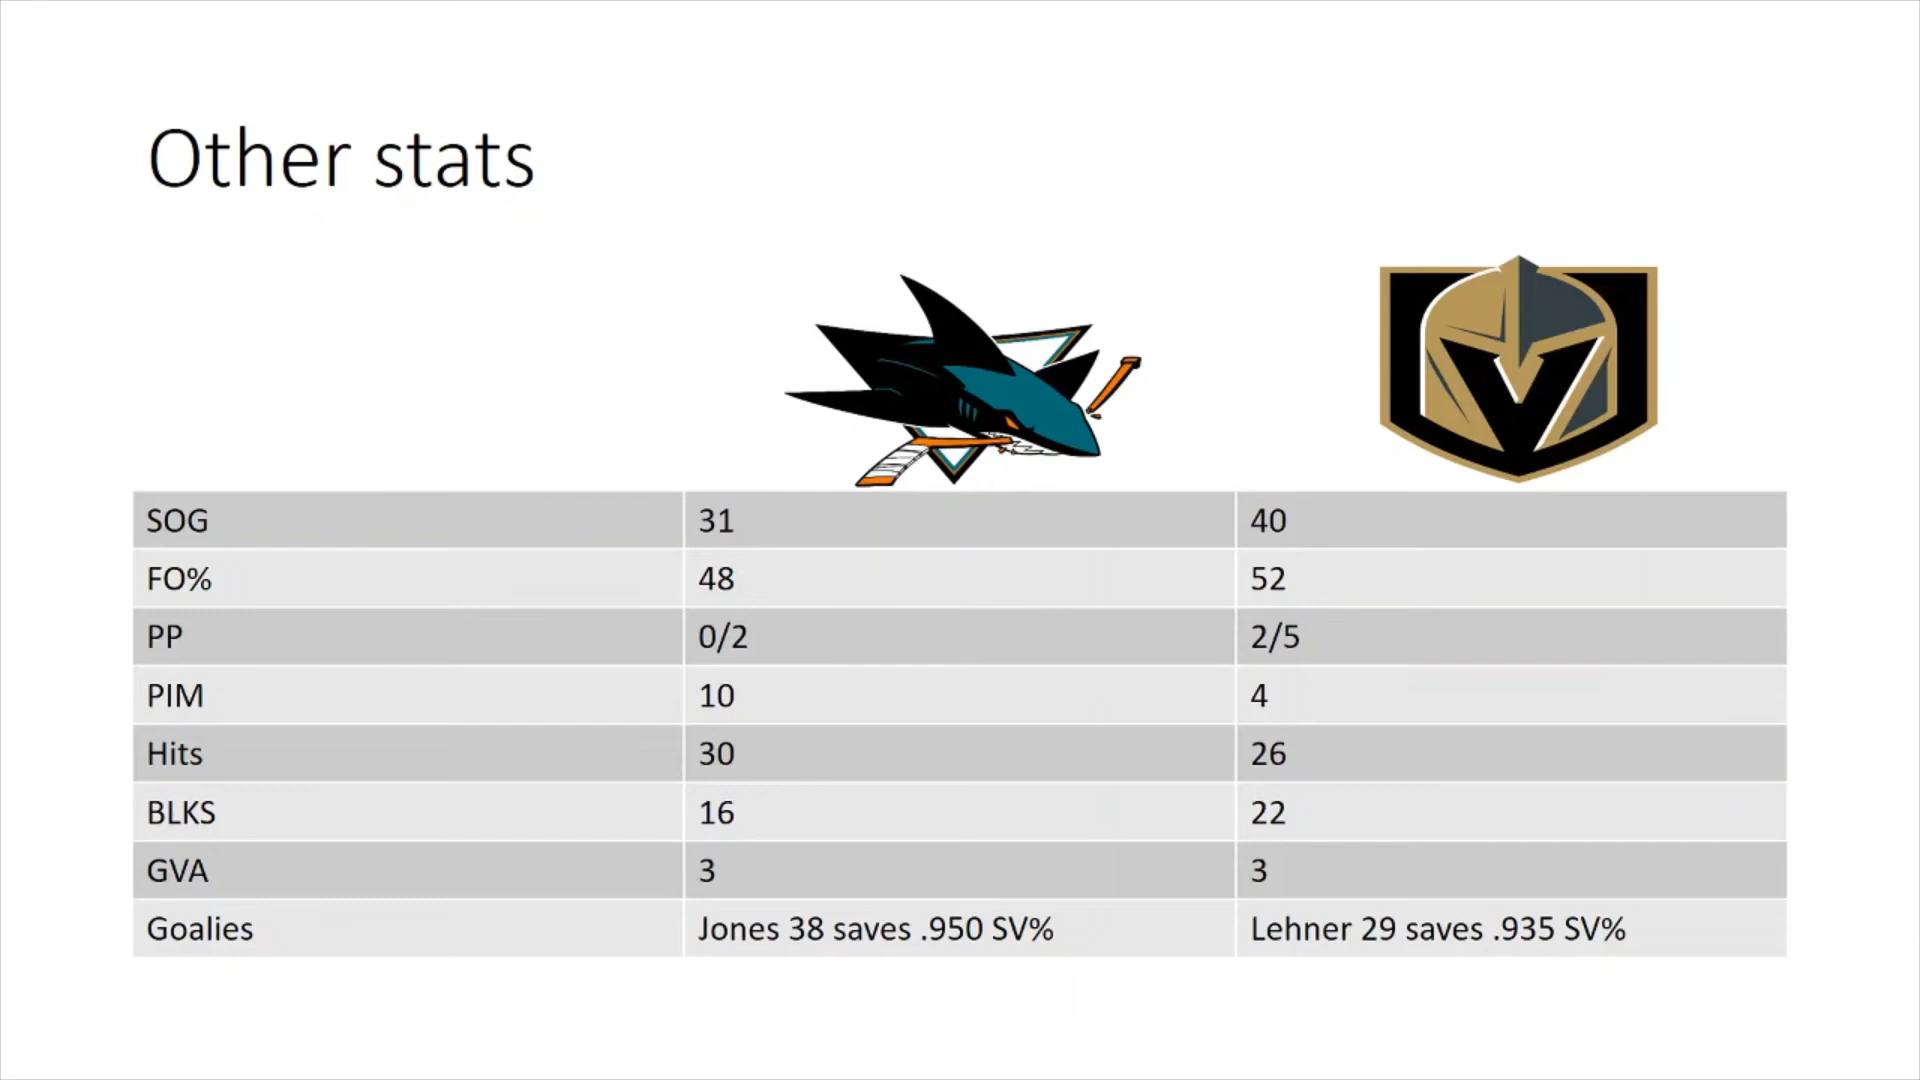 Other stats
SOG 31 40
FO% 48 52
PP 0/2 2/5
PIM 10 4
Hits 30 26
BLKS 16 22
GVA 3 3
Goalies Jones 38 saves .950 SV% Lehner 29 saves .935 SV%